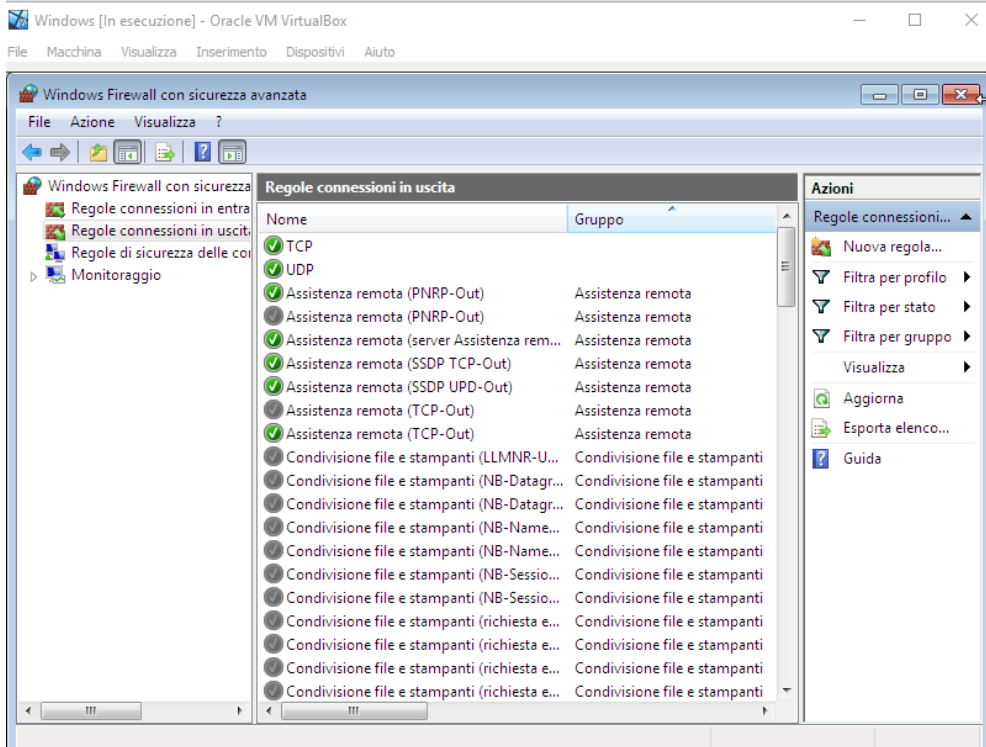 Windows [In esecuzione] - Oracle VM VirtualBox
File Macchina Visualizza Inserimento Dispositivi Aiuto
Windows Firewall con sicurezza avanzata
File Azione Visualizza ?
Windows Firewall con sicurezza
Regole connessioni in entra
Regole connessioni in uscit
Regole di sicurezza delle co
Monitoraggio
Regole connessioni in uscita
Nome Gruppo
TCP
UDP
Assistenza remota (PNRP-Out) Assistenza remota
Assistenza remota (PNRP-Out) Assistenza remota
Assistenza remota (server Assistenza rem... Assistenza remota
Assistenza remota (SSDP TCP-Out) Assistenza remota
Assistenza remota (SSDP UPD-Out) Assistenza remota
Assistenza remota (TCP-Out) Assistenza remota
Assistenza remota (TCP-Out) Assistenza remota
Condivisione file e stampanti (LLMNR-U... Condivisione file e stampanti
Condivisione file e stampanti (NB-Datagr... Condivisione file e stampanti
Condivisione file e stampanti (NB-Datagr... Condivisione file e stampanti
Condivisione file e stampanti (NB-Name... Condivisione file e stampanti
Condivisione file e stampanti (NB-Name... Condivisione file e stampanti
Condivisione file e stampanti (NB-Sessio... Condivisione file e stampanti
Condivisione file e stampanti (NB-Sessio... Condivisione file e stampanti
Condivisione file e stampanti (richiesta e... Condivisione file e stampanti
Condivisione file e stampanti (richiesta e... Condivisione file e stampanti
Condivisione file e stampanti (richiesta e... Condivisione file e stampanti
Condivisione file e stampanti (richiesta e... Condivisione file e stampanti
Azioni
Regole connessioni...
Nuova regola...
Filtra per profilo
Filtra per stato
Filtra per gruppo
Visualizza
Aggiorna
Esporta elenco...
Guida